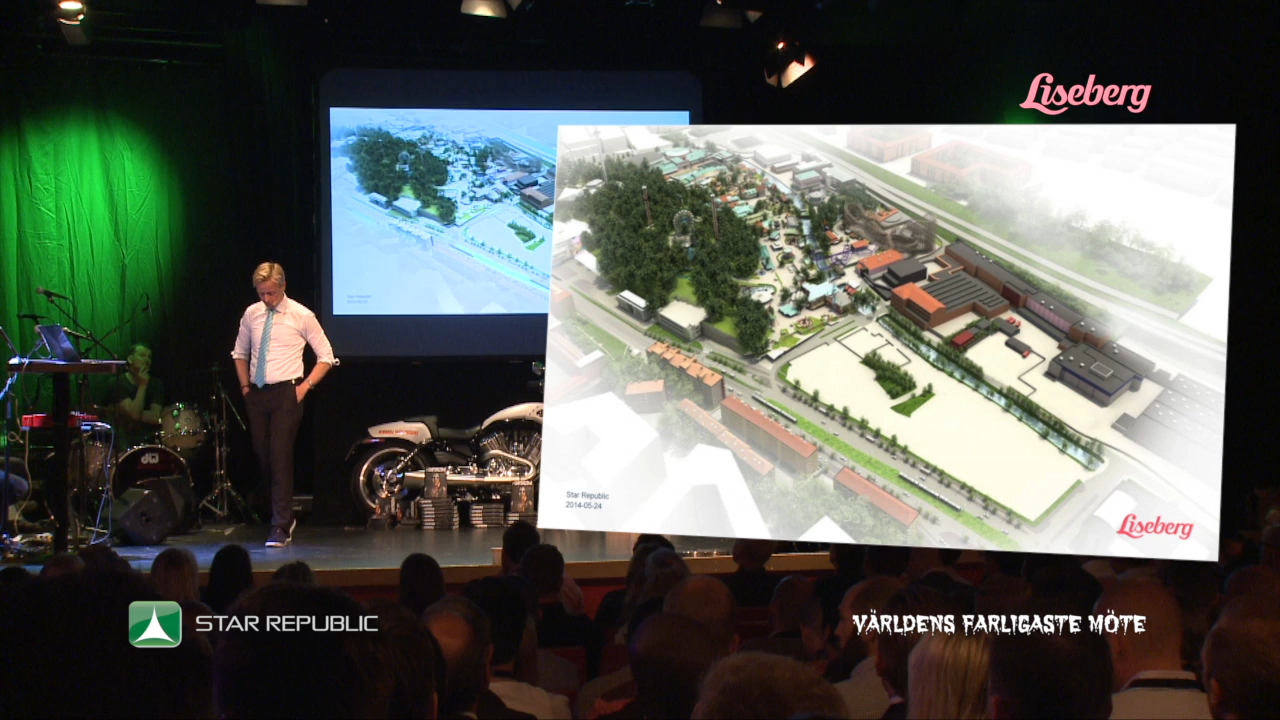 Liseberg
Star Republic
2014-05-24
Liseberg
STAR REPUBLIC
VÄRLDENS FARLIGASTE MÖTE